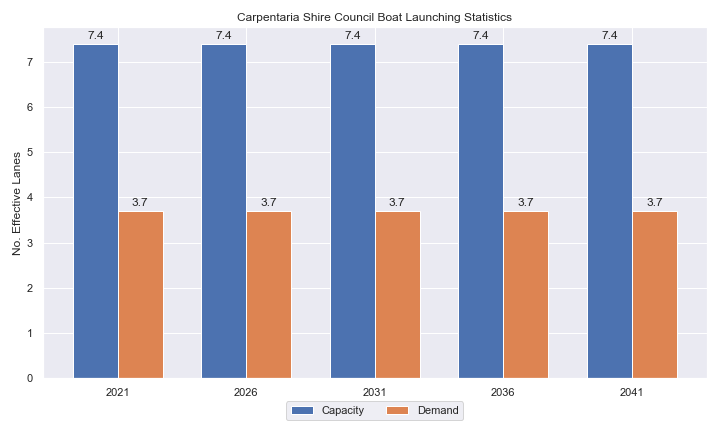 Carpentaria Shire Council Boat Launching Statistics
7.4 7.4 7.4 7.4 7.4
7
6
5
4
3
2
1
0
No. Effective Lanes
3.7 3.7 3.7 3.7 3.7
2021 2026 2031 2036 2041
Capacity Demand